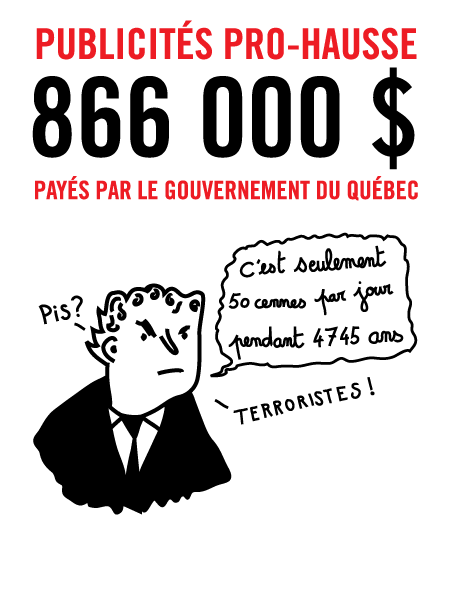 PUBLICITÉS PRO-HAUSSE
866 000 $
PAYÉS PAR LE GOUVERNEMENT DU QUÉBEC
Pis?
C'est seulement
50 cennes par jour
pendant 4745 ans
TERRORISTES!